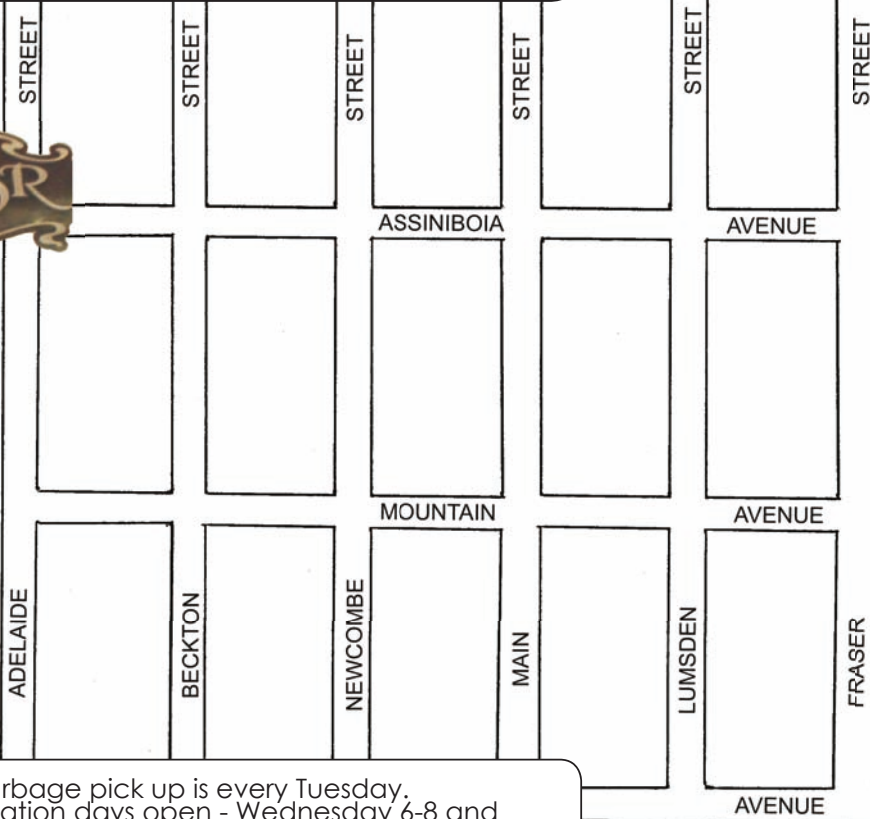 STREET
STREET
STREET
STREET
STREET
STREET
SR
ASSINIBOIA
AVENUE
MOUNTAIN
AVENUE
ADELAIDE
BECKTON
NEWCOMBE
MAIN
LUMSDEN
FRASER
rbage pick up is every Tuesday.
ation days open - Wednesday 6-8 and
AVENUE